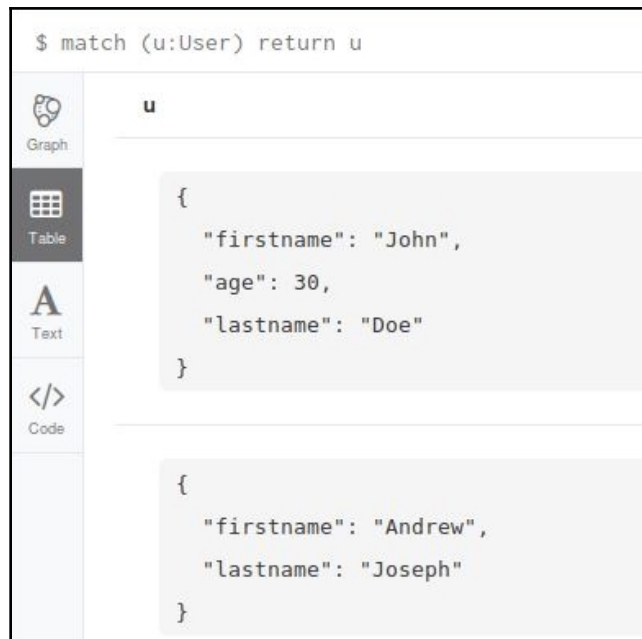 $ match (u:User) return u
Graph
u
Table
{
"firstname": "John",
"age": 30,
"lastname": "Doe"
}
A
Text
</>
Code
{
"firstname": "Andrew",
"lastname": "Joseph"
}